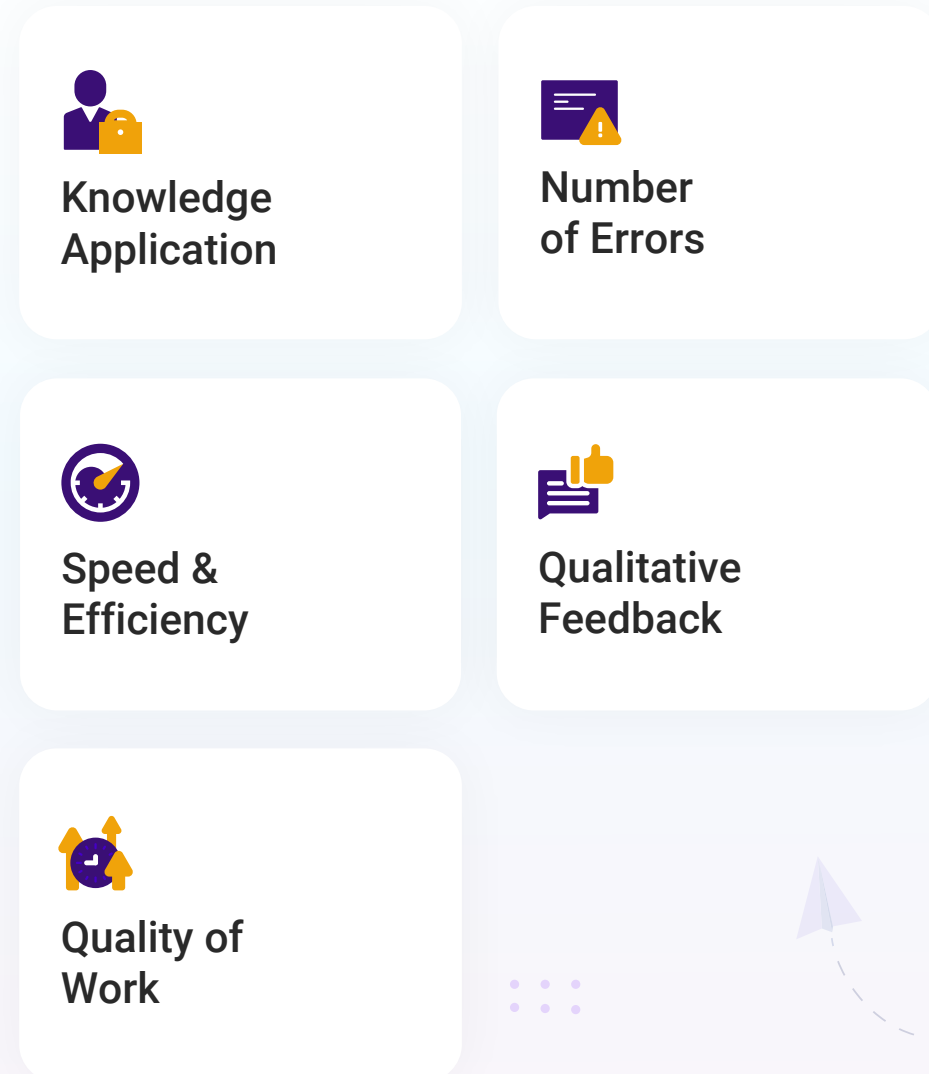 Knowledge
Application
Number
of Errors
Speed &
Efficiency
Qualitative
Feedback
Quality of
Work